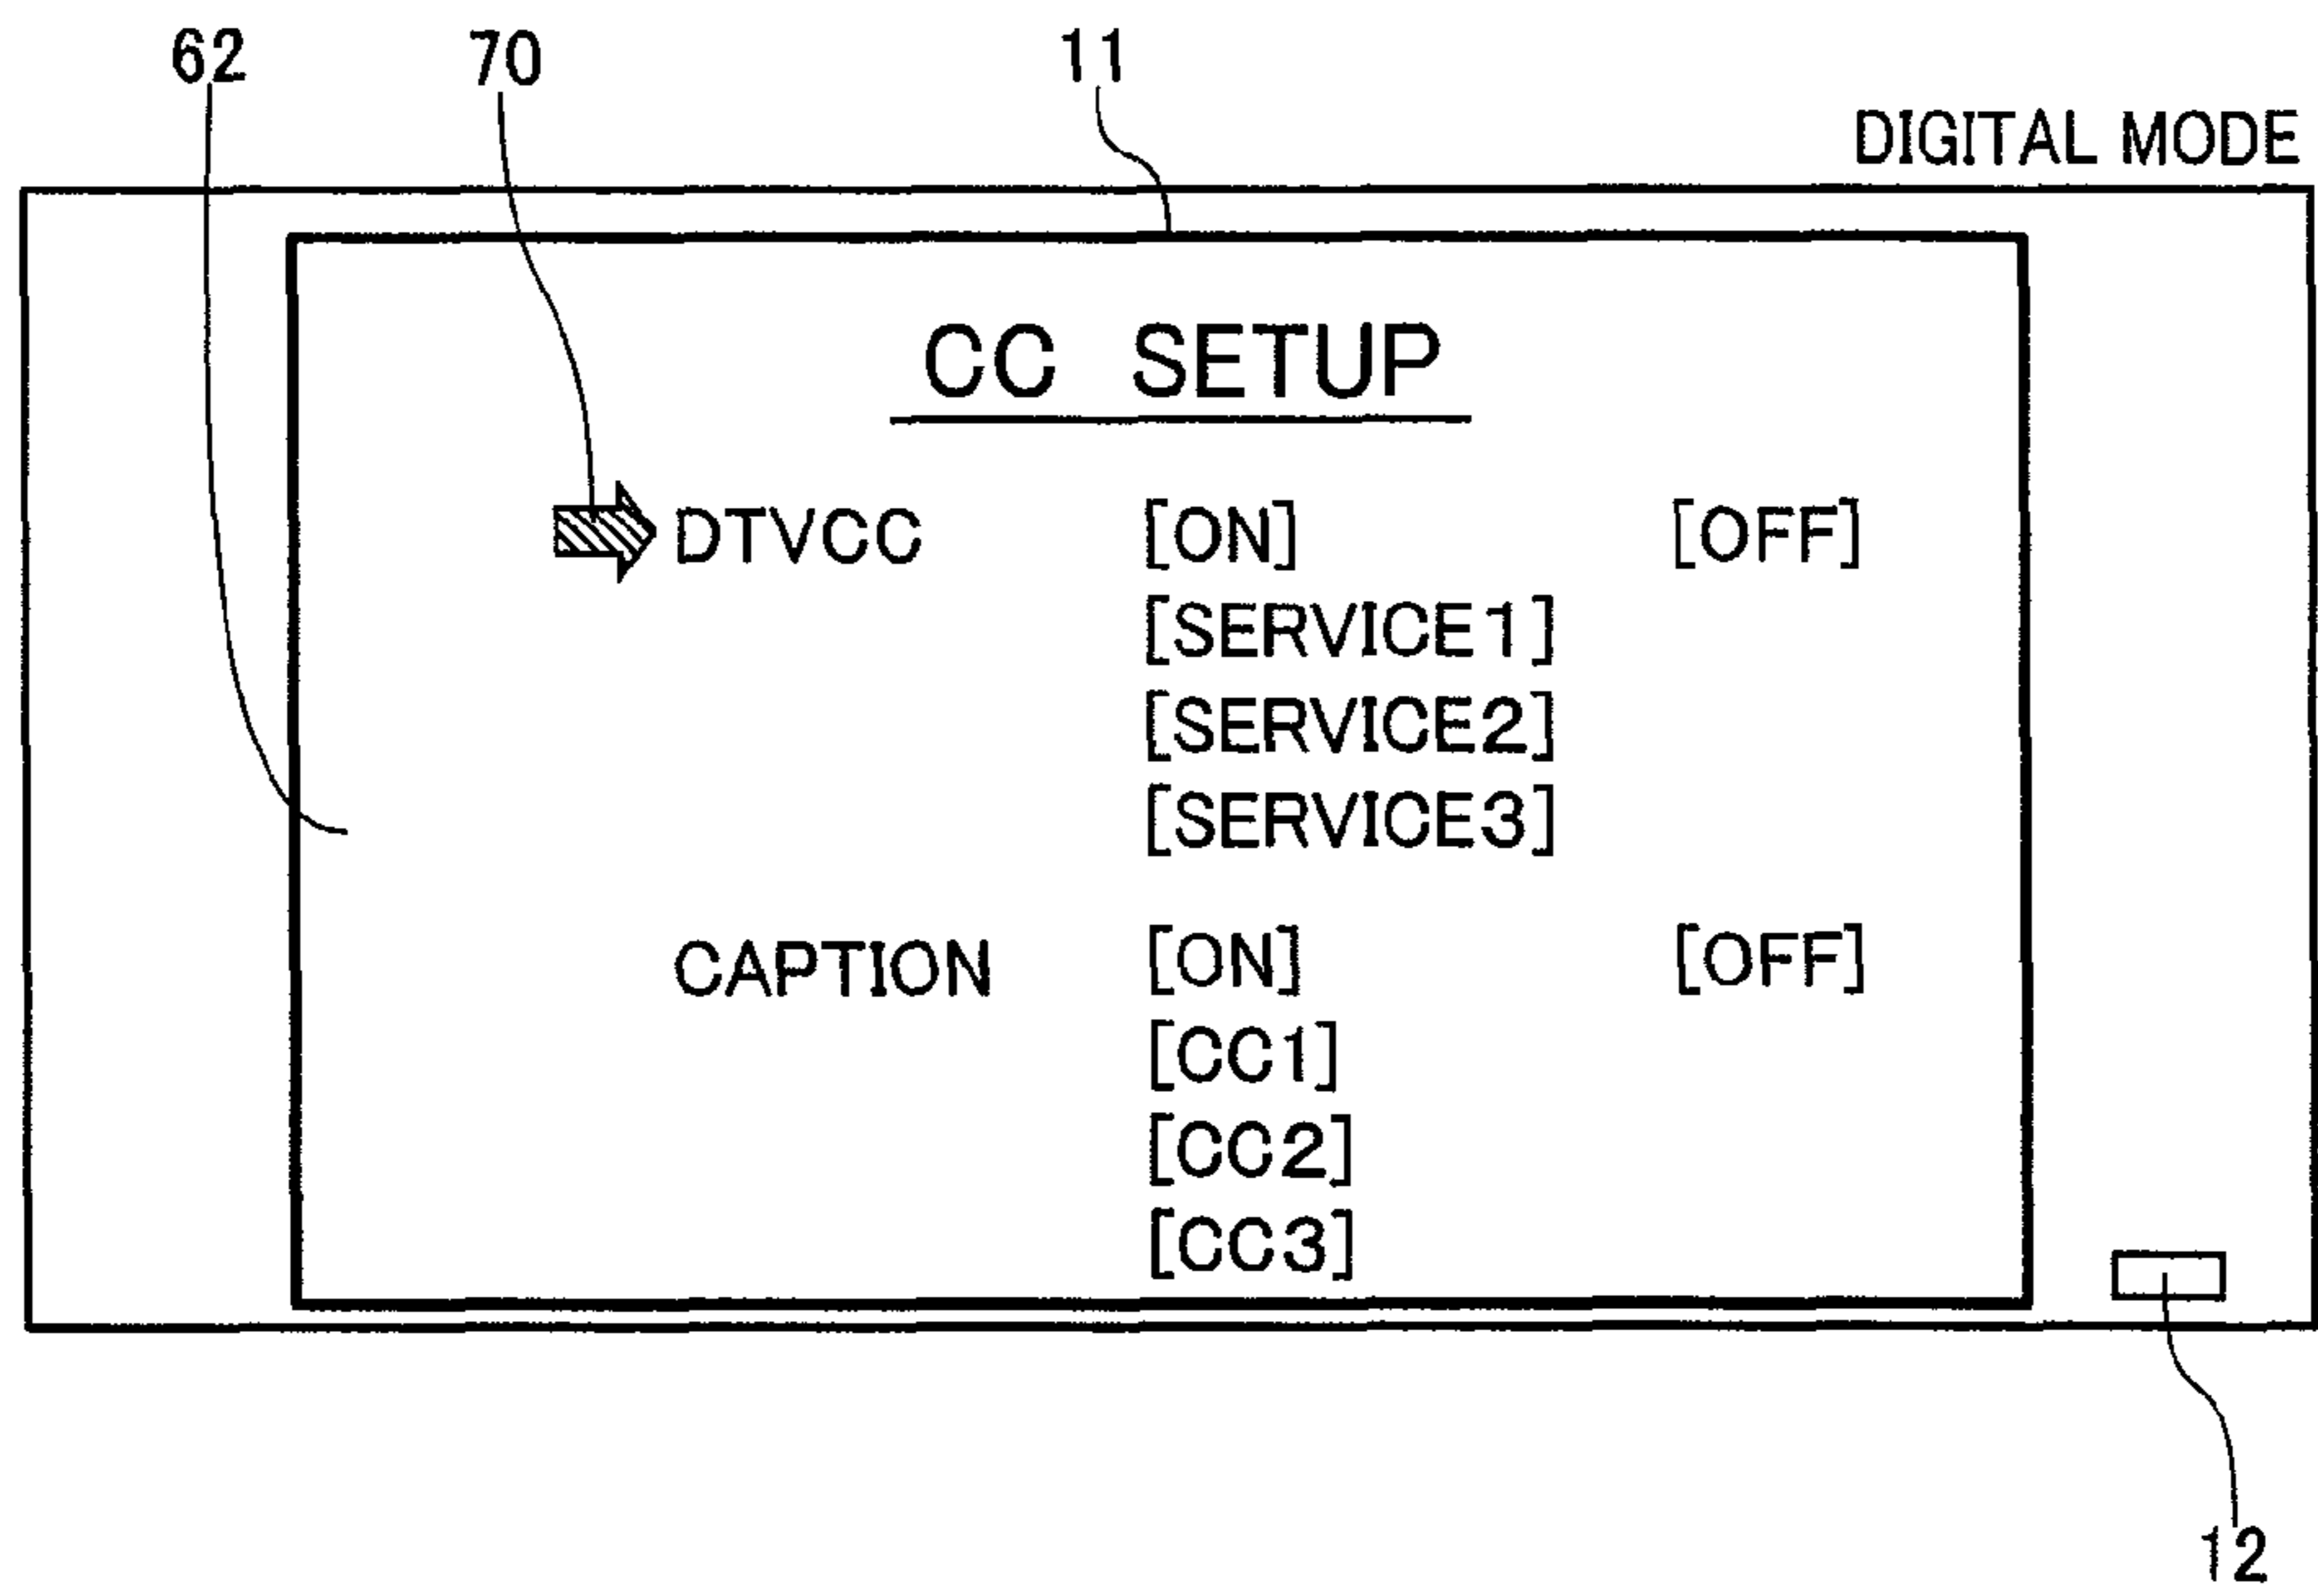 62 70 11
DIGITAL MODE
CC SETUP
DTVCC [ON] [OFF]
[SERVICE1]
[SERVICE2]
[SERVICE3]
CAPTION [ON] [OFF]
[CC1]
[CC2]
[CC3]
12